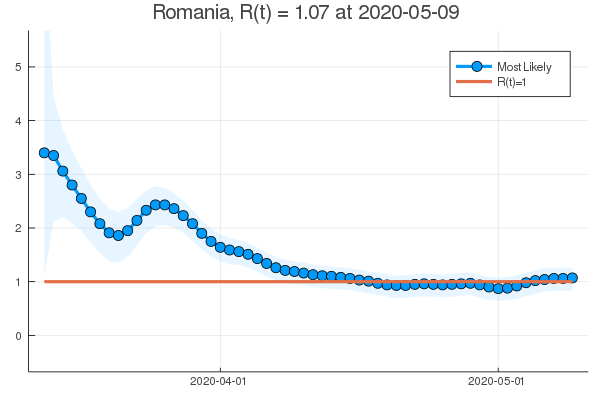 Romania, R(t) = 1.07 at 2020-05-09
Most Likely
R(t)=1
5
4
3
2
1
0
2020-04-01
2020-05-01